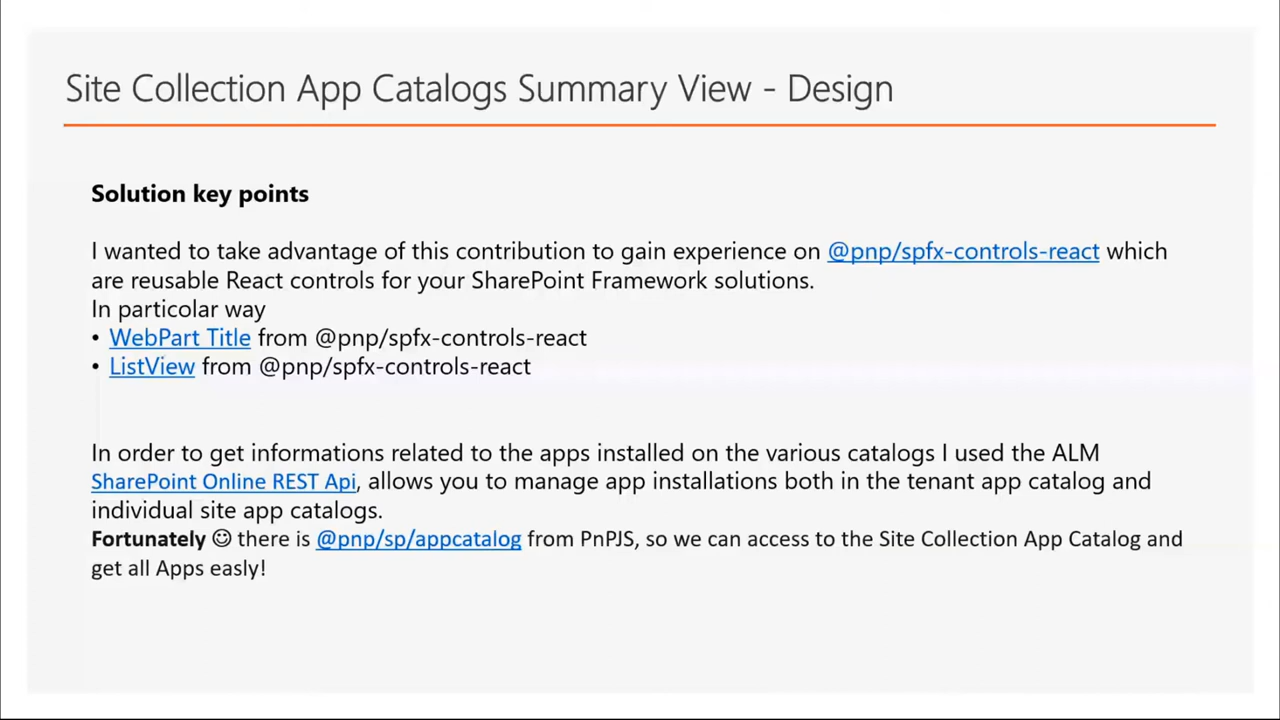 Site Collection App Catalogs Summary View - Design
Solution key points
I wanted to take advantage of this contribution to gain experience on @pnp/spfx-controls-react which
are reusable React controls for your SharePoint Framework solutions.
In particolar way
• WebPart Title from @pnp/spfx-controls-react
• ListView from @pnp/spfx-controls-react
In order to get informations related to the apps installed on the various catalogs I used the ALM
SharePoint Online REST Api, allows you to manage app installations both in the tenant app catalog and
individual site app catalogs.
Fortunately ☺ there is @pnp/sp/appcatalog from PnPJS, so we can access to the Site Collection App Catalog and
get all Apps easly!